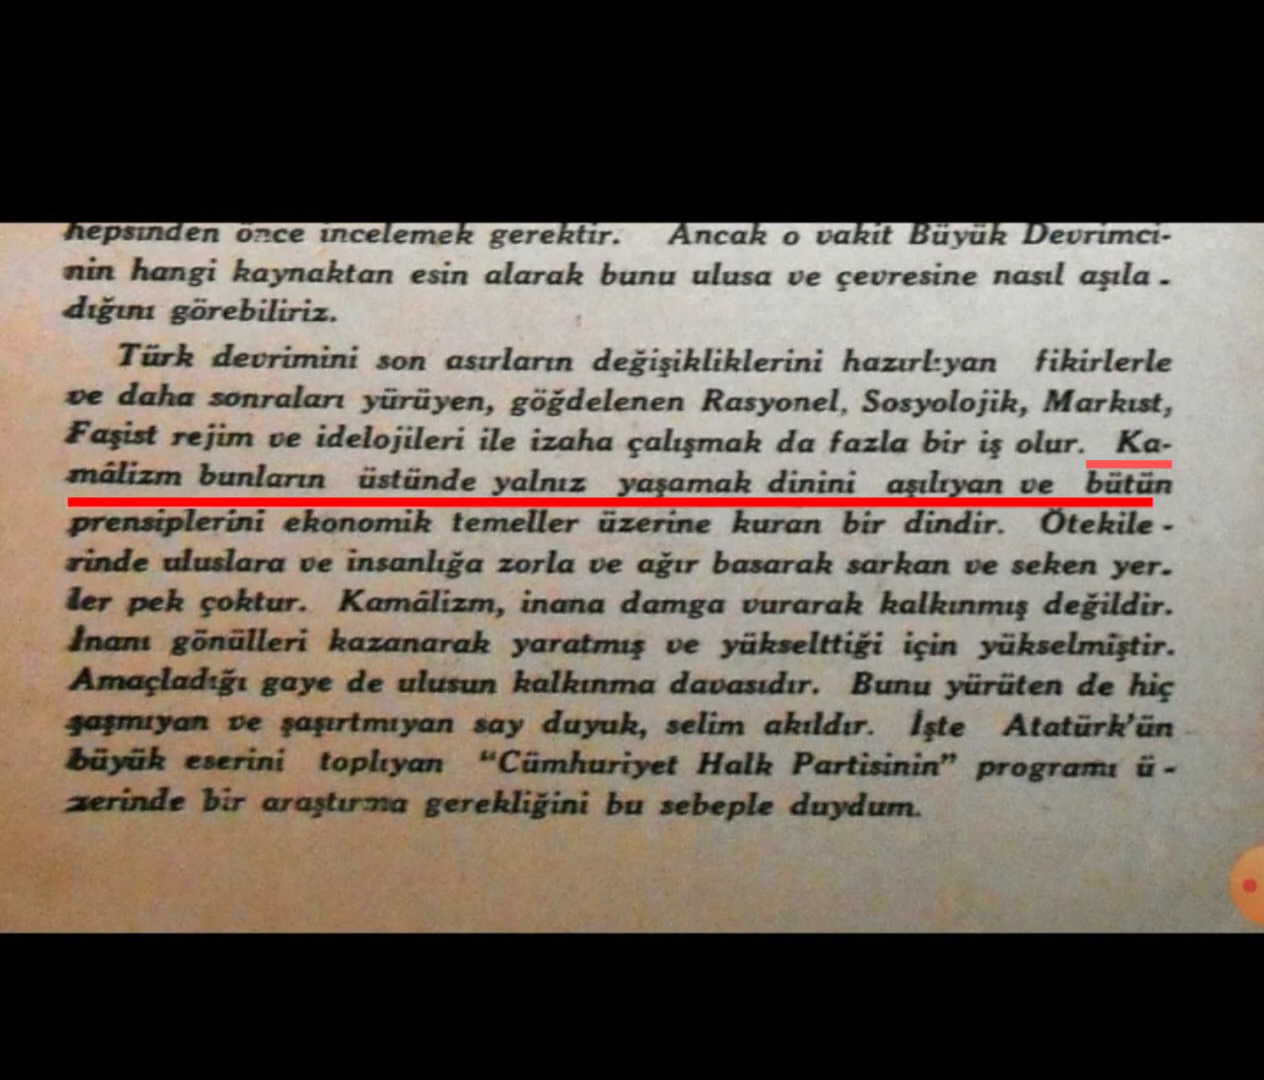 hepsinden önce incelemek gerektir. Ancak o vakit Büyük Devrimci-
nin hangi kaynaktan esin alarak bunu ulusa ve çevresine nasıl aşıla -
dığını görebiliriz.
Türk devrimini son asırların değişikliklerini hazırlıyan fikirlerle
ve daha sonraları yürüyen, göğdelenen Rasyonel, Sosyolojik, Markıst,
Faşist rejim ve idelojileri ile izaha çalışmak da fazla bir iş olur. Ka-
mâlizm bunların üstünde yalnız yaşamak dinini aşılıyan ve bütün
prensiplerini ekonomik temeller üzerine kuran bir dindir. Ötekile -
rinde uluslara ve insanlığa zorla ve ağır basarak sarkan ve seken yer-
ler pek çoktur. Kamâlizm, inana damga vurarak kalkınmış değildir.
İnanı gönülleri kazanarak yaratmış ve yükselttiği için yükselmiştir.
Amaçladığı gaye de ulusun kalkınma davasıdır. Bunu yürüten de hiç
şaşmıyan ve şaşırtmıyan say duyuk, selim akıldır. İşte Atatürk'ün
büyük eserini toplıyan “Cümhuriyet Halk Partisinin” programı ü -
zerinde bir araştırma gerekliğini bu sebeple duydum.